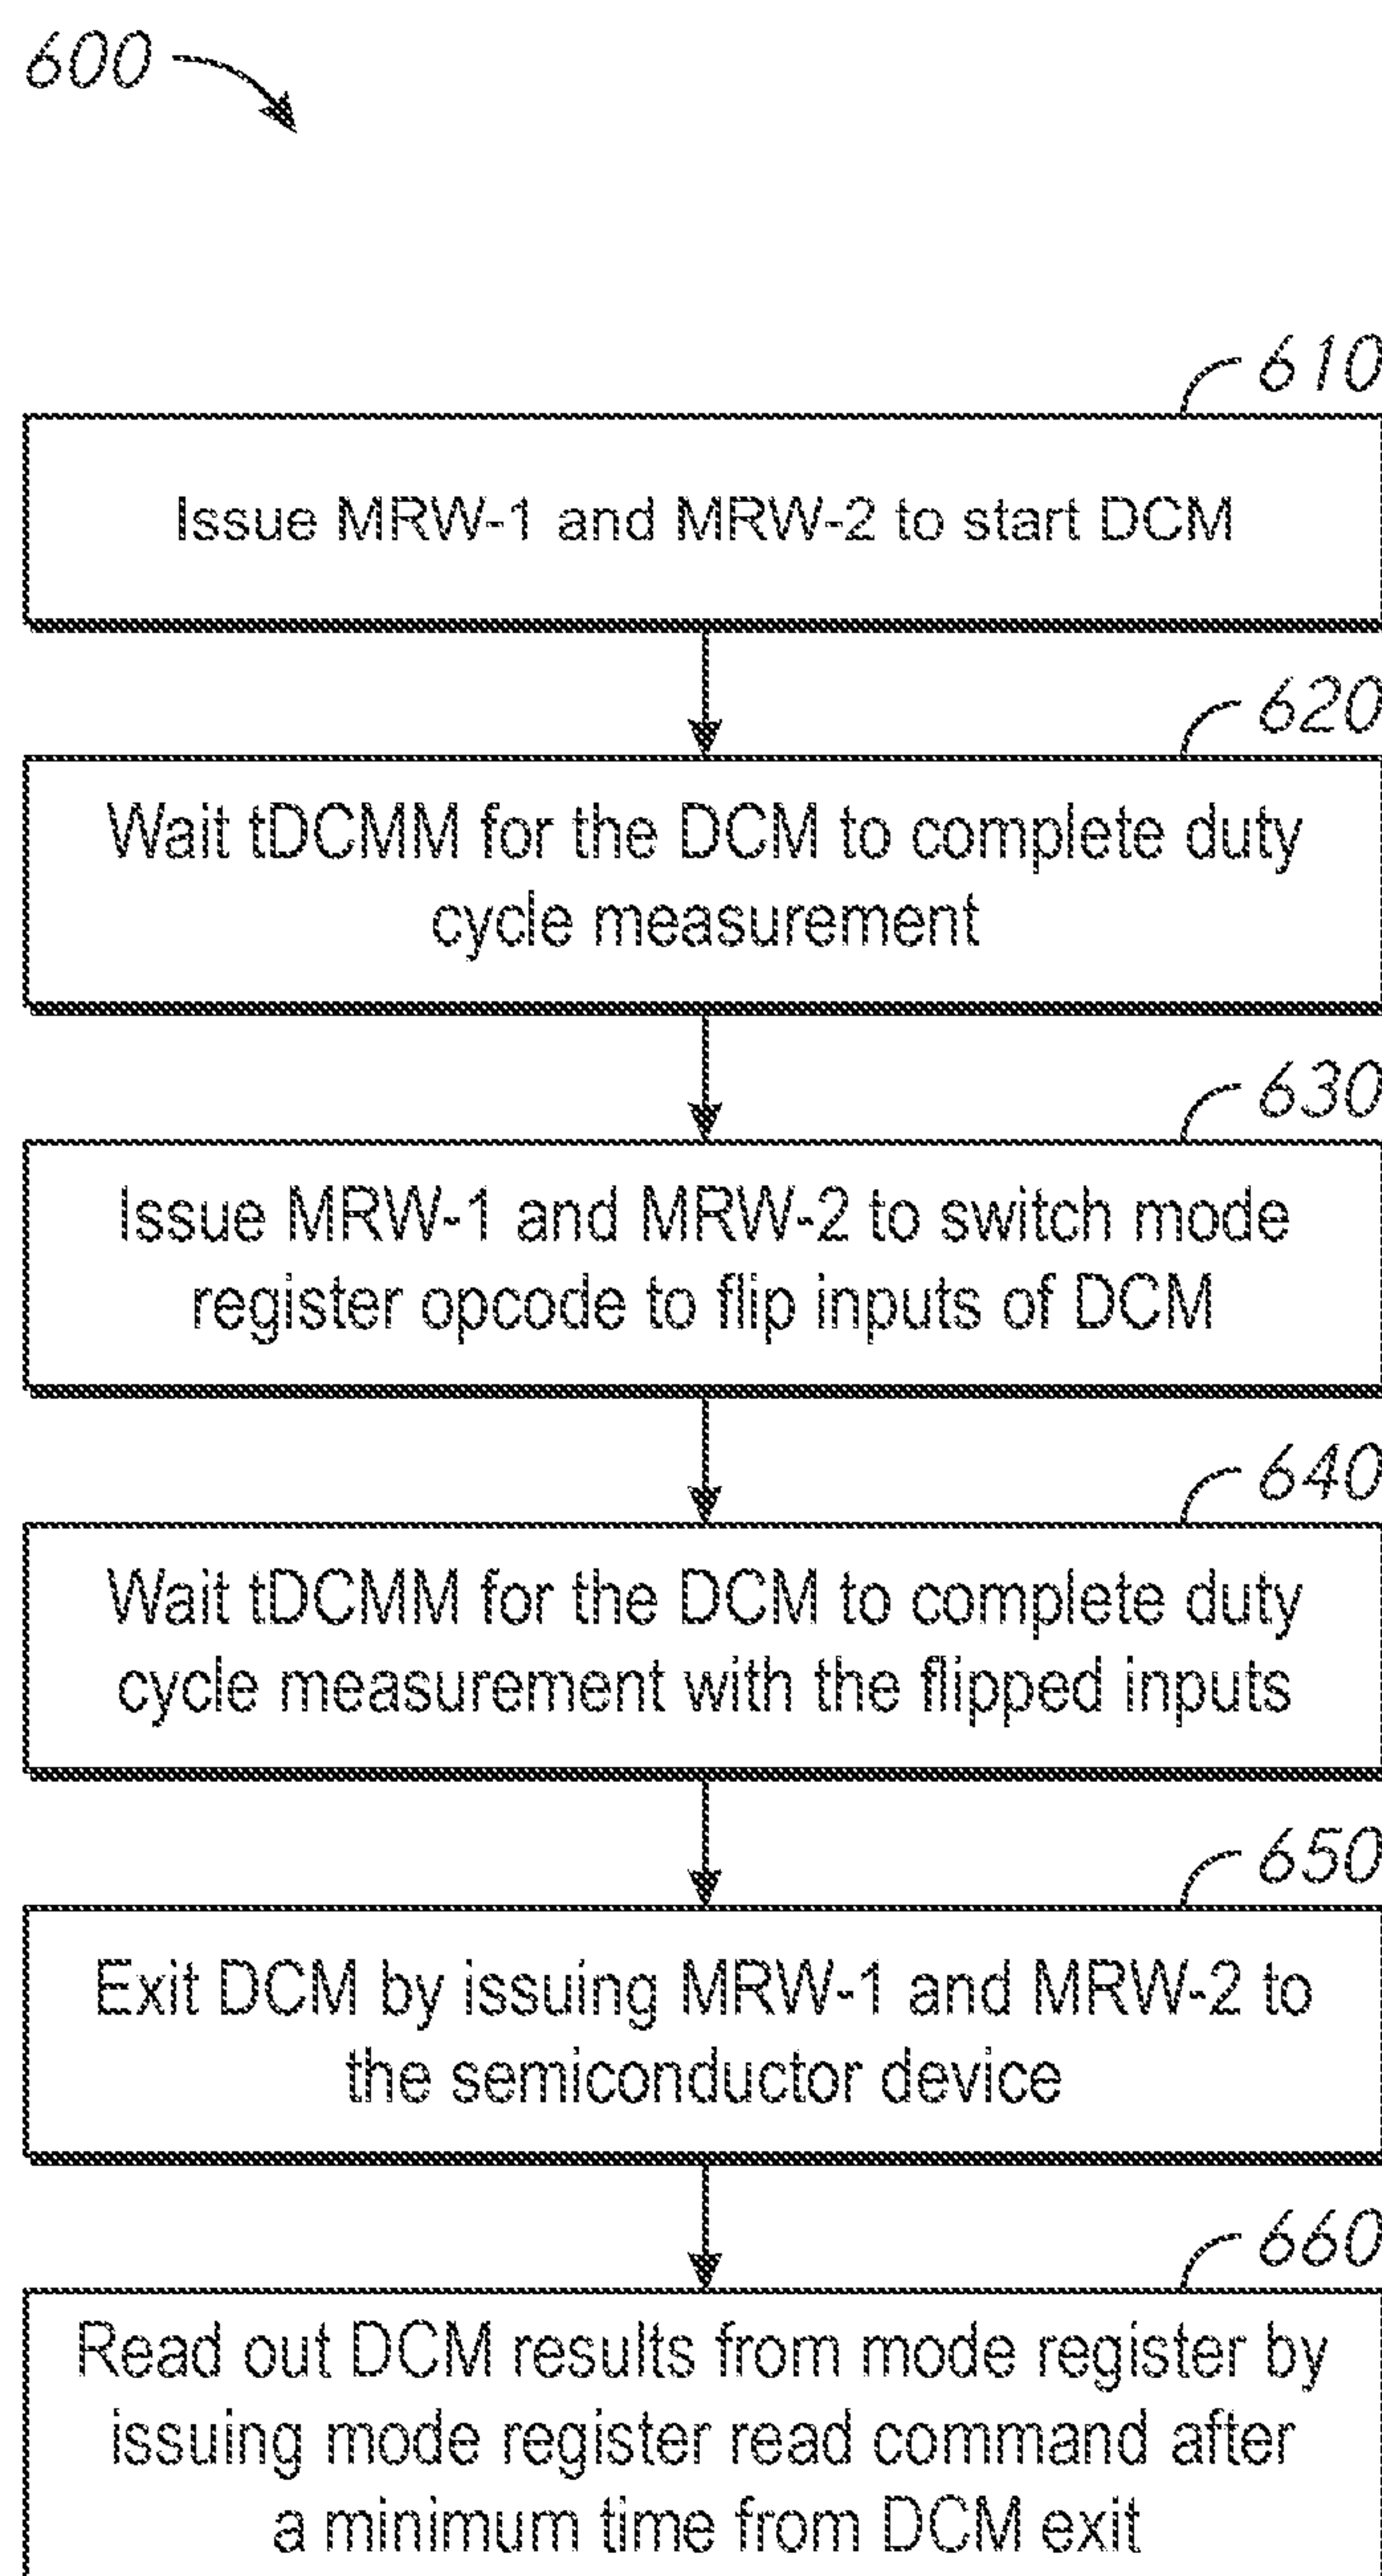 600
610
Issue MRW-1 and MRW-2 to start DCM
620
Wait tDCMM for the DCM to complete duty
cycle measurement
630
Issue MRW-1 and MRW-2 to switch mode
register opcode to flip inputs of DCM
640
Wait tDCMM for the DCM to complete duty
cycle measurement with the flipped inputs
650
Exit DCM by issuing MRW-1 and MRW-2 to
the semiconductor device
660
Read out DCM results from mode register by
issuing mode register read command after
a minimum time from DCM exit